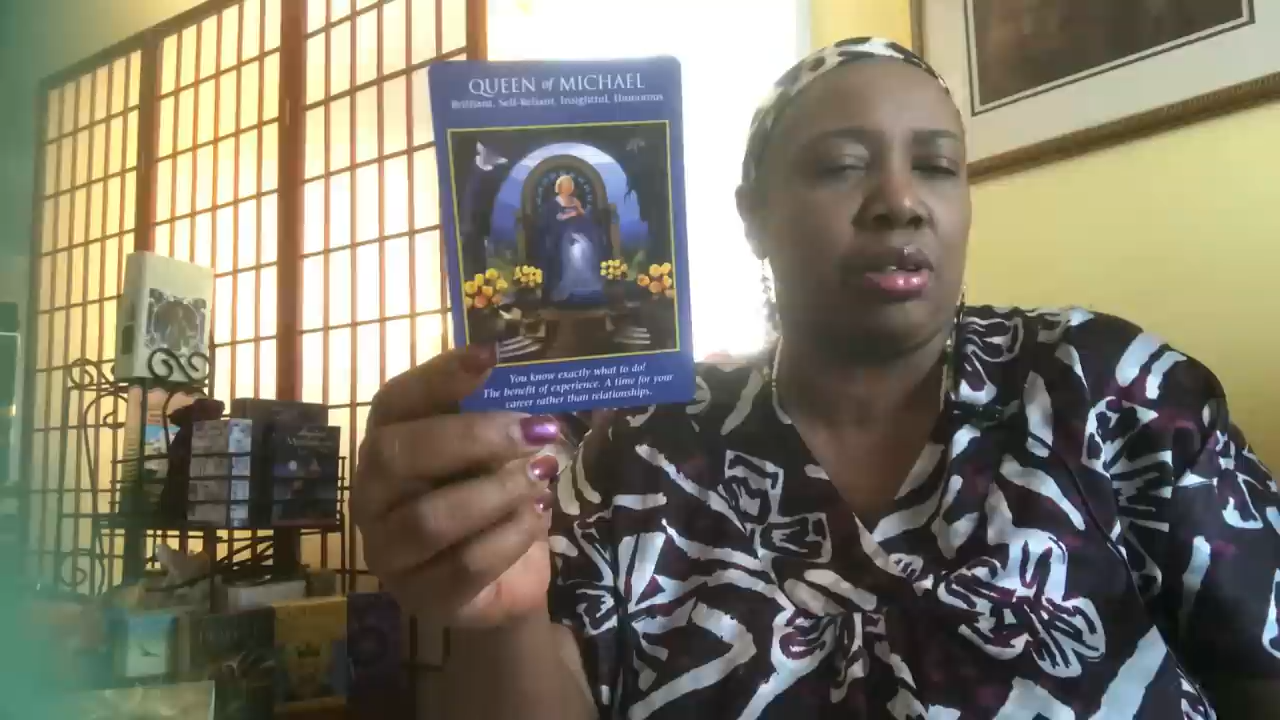 QUEEN of MICHAEL
Brilliant, Self-Reliant, Insightful, Humorous
You know exactly what to do!
The benefit of experience. A time for your
career rather than relationships.